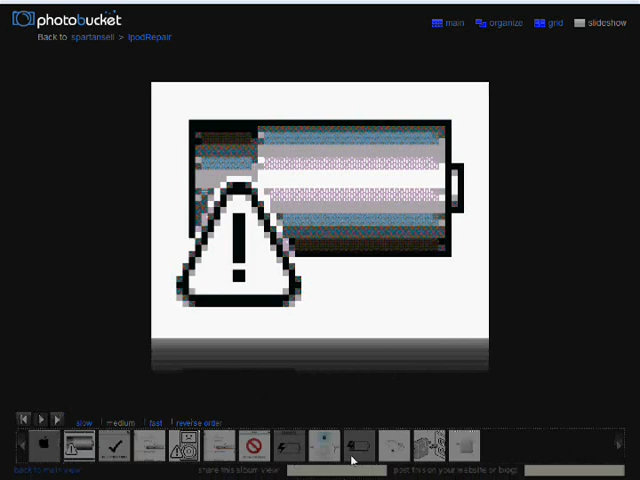 photobucket
main organize grid slideshow
Back to spartansell > IpodRepair
!
slow medium fast reverse order
back to main view share this album view: post this on your website or blog!